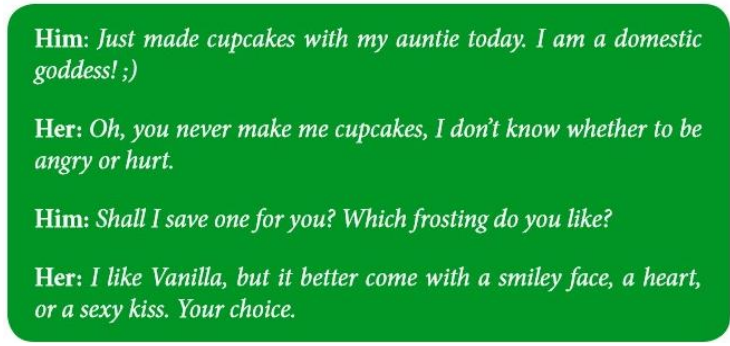 Him: Just made cupcakes with my auntie today. I am a domestic
goddess! ;)
Her: Oh, you never make me cupcakes, I don’t know whether to be
angry or hurt.
Him: Shall I save one for you? Which frosting do you like?
Her: I like Vanilla, but it better come with a smiley face, a heart,
or a sexy kiss. Your choice.